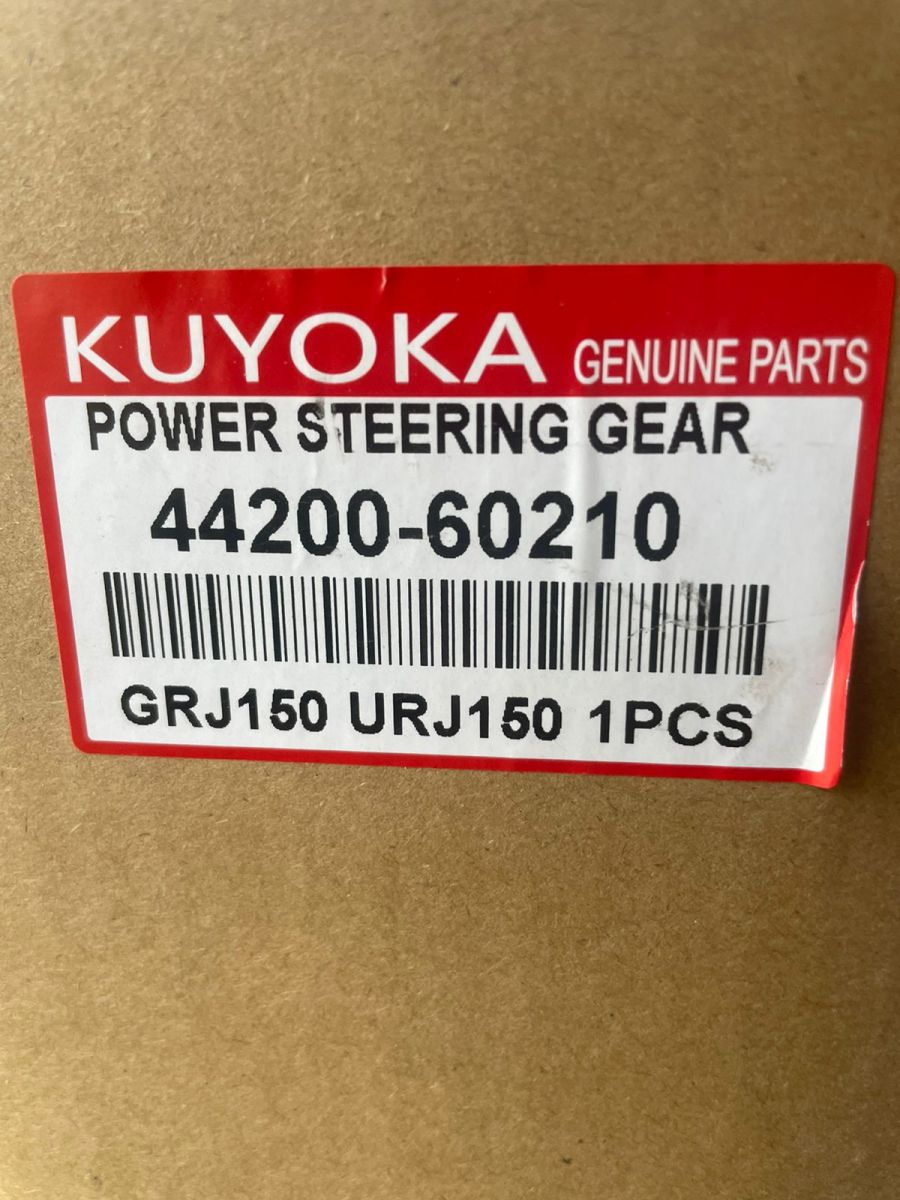 KUYOKA GENUINE PARTS
POWER STEERING GEAR
44200-60210
GRJ150 URJ150 1PCS